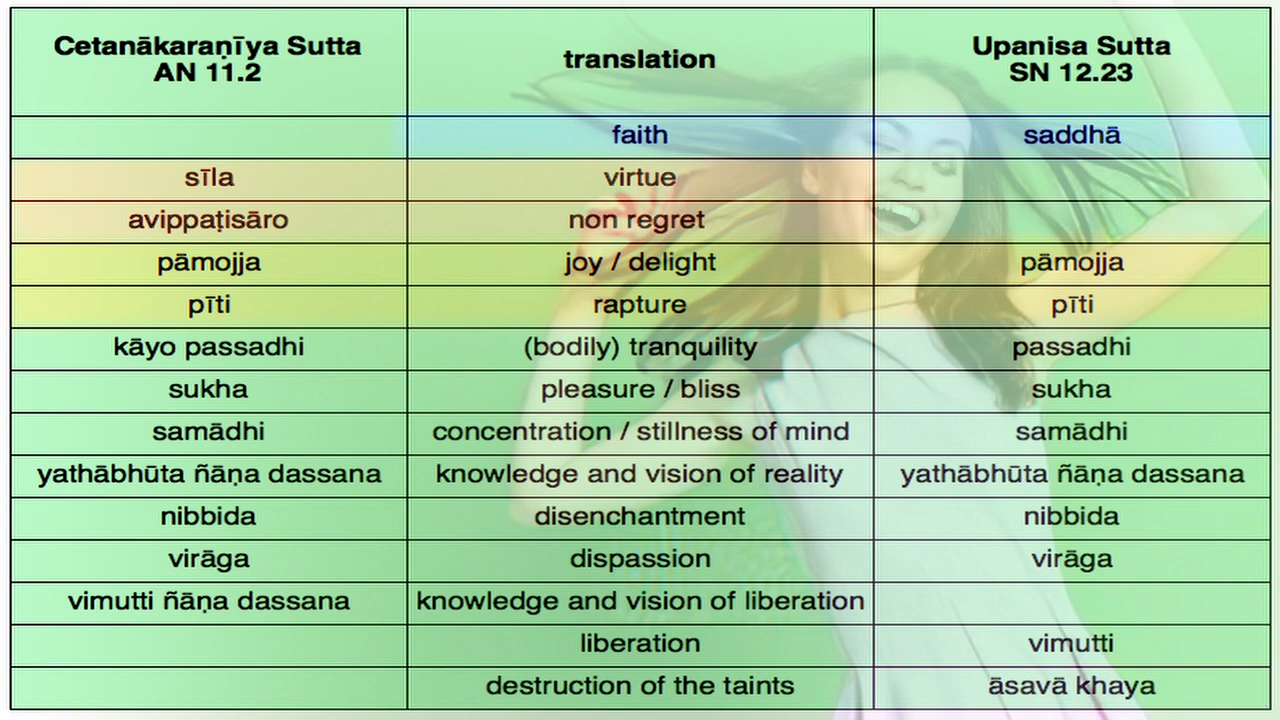 Cetanākaraṇīya Sutta
AN 11.2
translation
Upanisa Sutta
SN 12.23
faith saddhā
sīla virtue
avippaṭisāro non regret
pāmojja joy / delight pāmojja
pīti rapture pīti
kāyo passadhi (bodily) tranquility passadhi
sukha pleasure / bliss sukha
samādhi concentration / stillness of mind samādhi
yathābhūta ñāṇa dassana knowledge and vision of reality yathābhūta ñāṇa dassana
nibbida disenchantment nibbida
virāga dispassion virāga
vimutti ñāṇa dassana knowledge and vision of liberation
liberation vimutti
destruction of the taints āsavā khaya